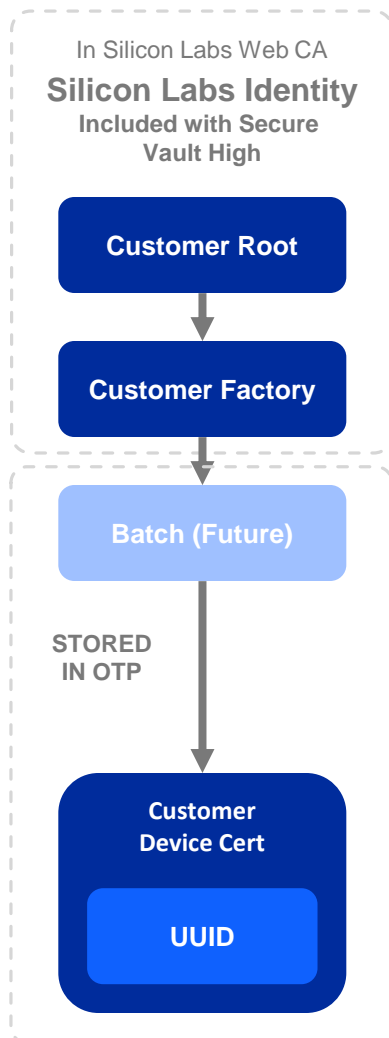 In Silicon Labs Web CA
Silicon Labs Identity
Included with Secure
Vault High
Customer Root
Customer Factory
Batch (Future)
STORED
IN OTP
Customer
Device Cert
UUID